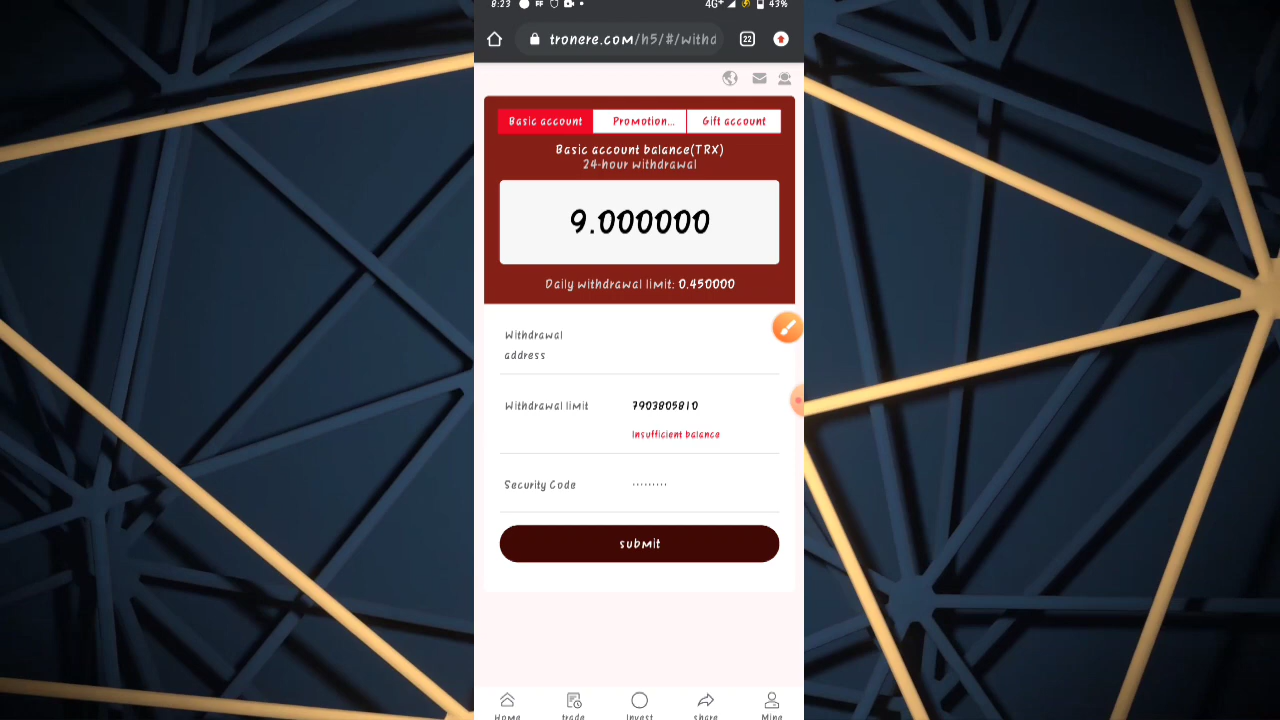 8:23 FF 4G+ 43%
tronere.com/h5/#/withd 22
Basic account Promotion... Gift account
Basic account balance(TRX)
24-hour withdrawal
9.000000
Daily withdrawal limit: 0.450000
Withdrawal
address
Withdrawal limit 7903805810
Insufficient balance
Security Code ·········
submit
Home trade Invest share Mine